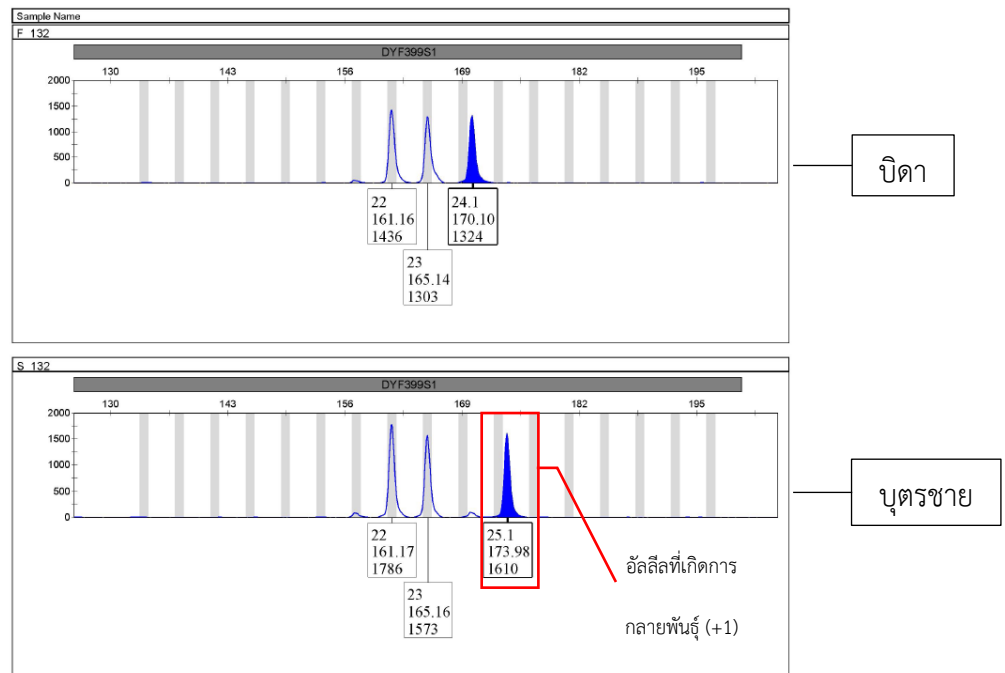 Sample Name
F_132
DYF399S1
130 143 156 169 182 195
2000
1500
1000
500
0
22
161.16
1436
23
165.14
1303
24.1
170.10
1324
บิดา
S_132
DYF399S1
130 143 156 169 182 195
2000
1500
1000
500
0
22
161.17
1786
23
165.16
1573
25.1
173.98
1610
อัลลีลที่เกิดการ
กลายพันธุ์ (+1)
บุตรชาย